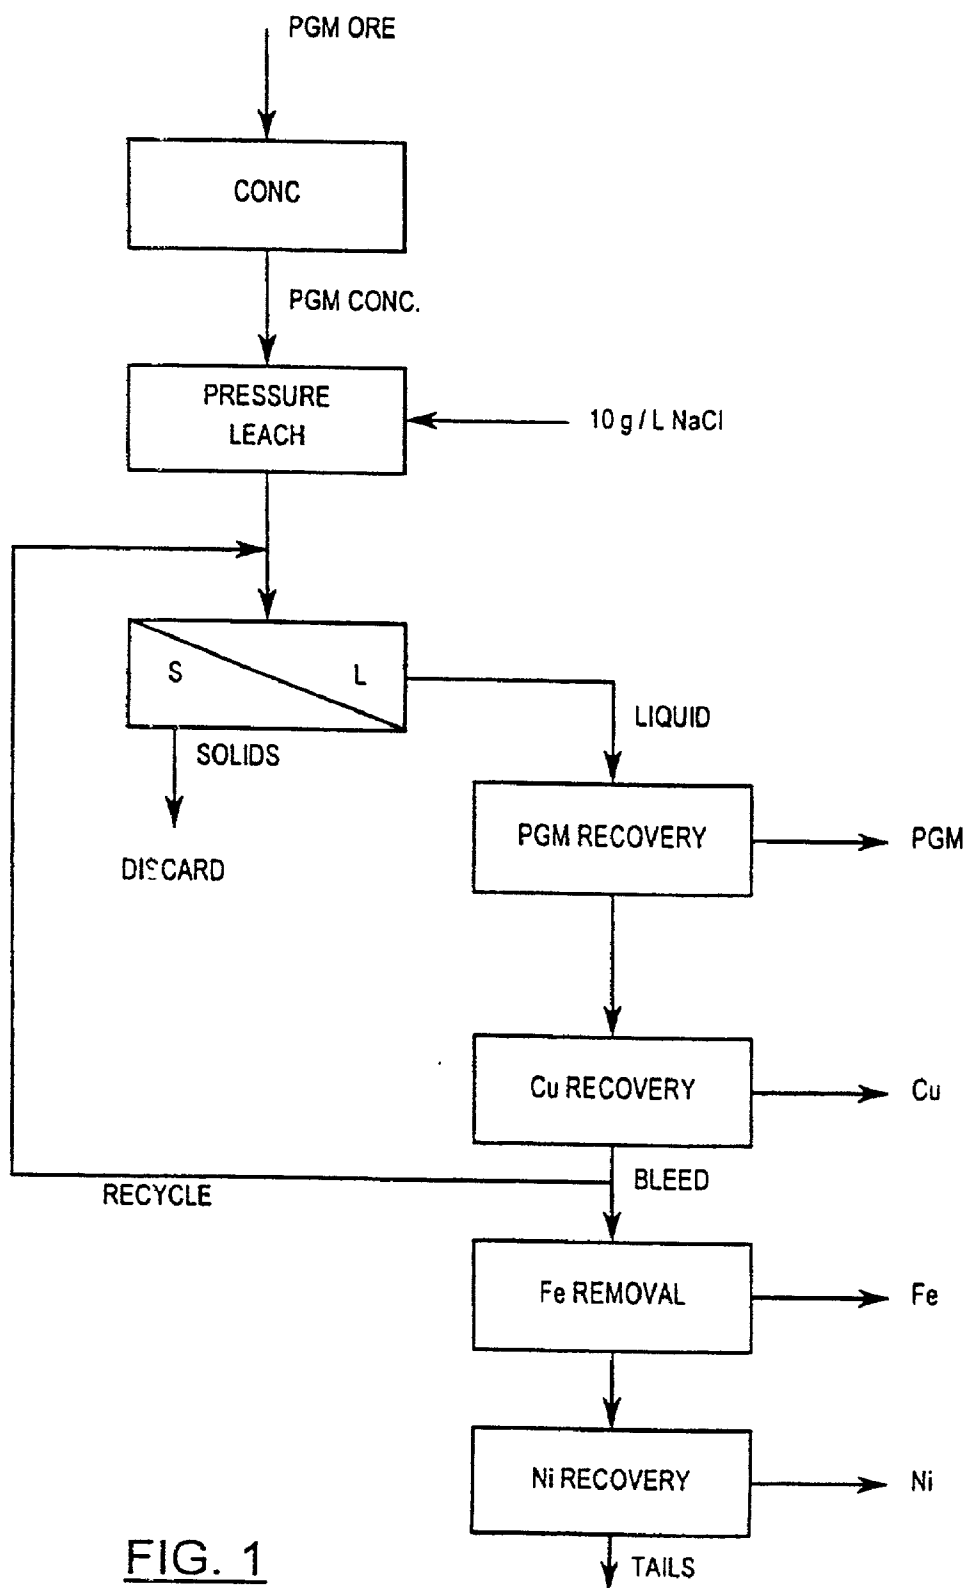 PGM ORE
CONC
PGM CONC.
PRESSURE
LEACH
10 g / L NaCl
S
L
LIQUID
SOLIDS
DISCARD
PGM RECOVERY
PGM
Cu RECOVERY
Cu
BLEED
RECYCLE
Fe REMOVAL
Fe
Ni RECOVERY
Ni
TAILS
FIG. 1